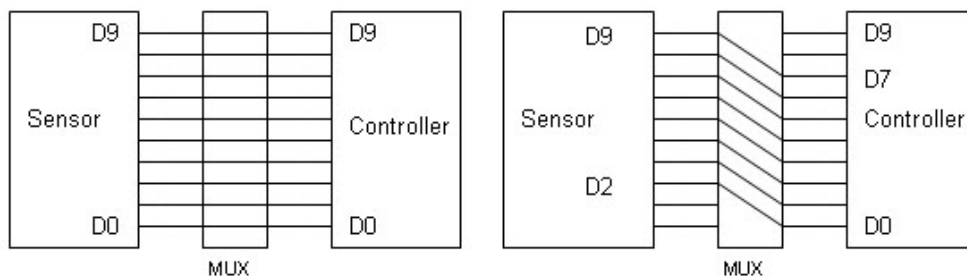 D9
D9
Sensor
Controller
D0
D0
MUX
D9
D9
D7
Sensor
Controller
D2
D0
MUX